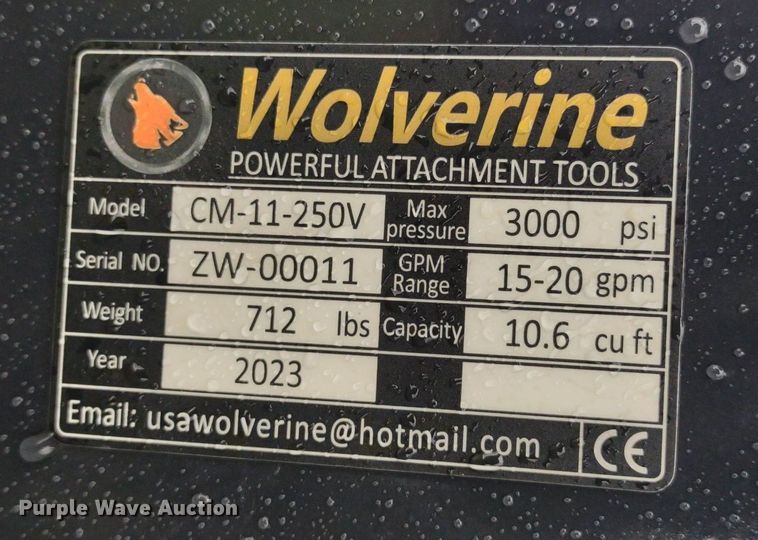 Wolverine
POWERFUL ATTACHMENT TOOLS
Model CM-11-250V Max pressure 3000 psi
Serial NO. ZW-00011 GPM Range 15-20 gpm
Weight 712 lbs Capacity 10.6 cu ft
Year 2023
Email: usawolverine@hotmail.com CE
Purple Wave Auction